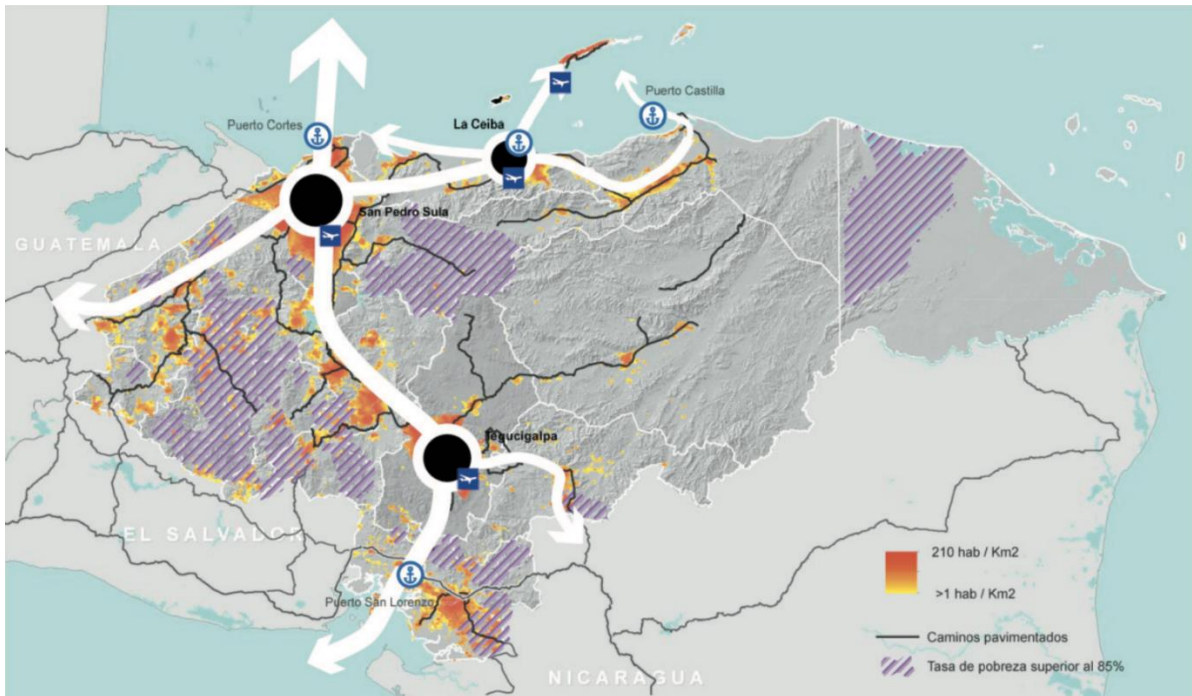 Puerto Castilla
Puerto Cortes
La Ceiba
San Pedro Sula
GUATEMALA
Tegucigalpa
EL SALVADOR
210 hab / Km2
>1 hab / Km2
Puerto San Lorenzo
Caminos pavimentados
Tasa de pobreza superior al 85%
NICARAGUA